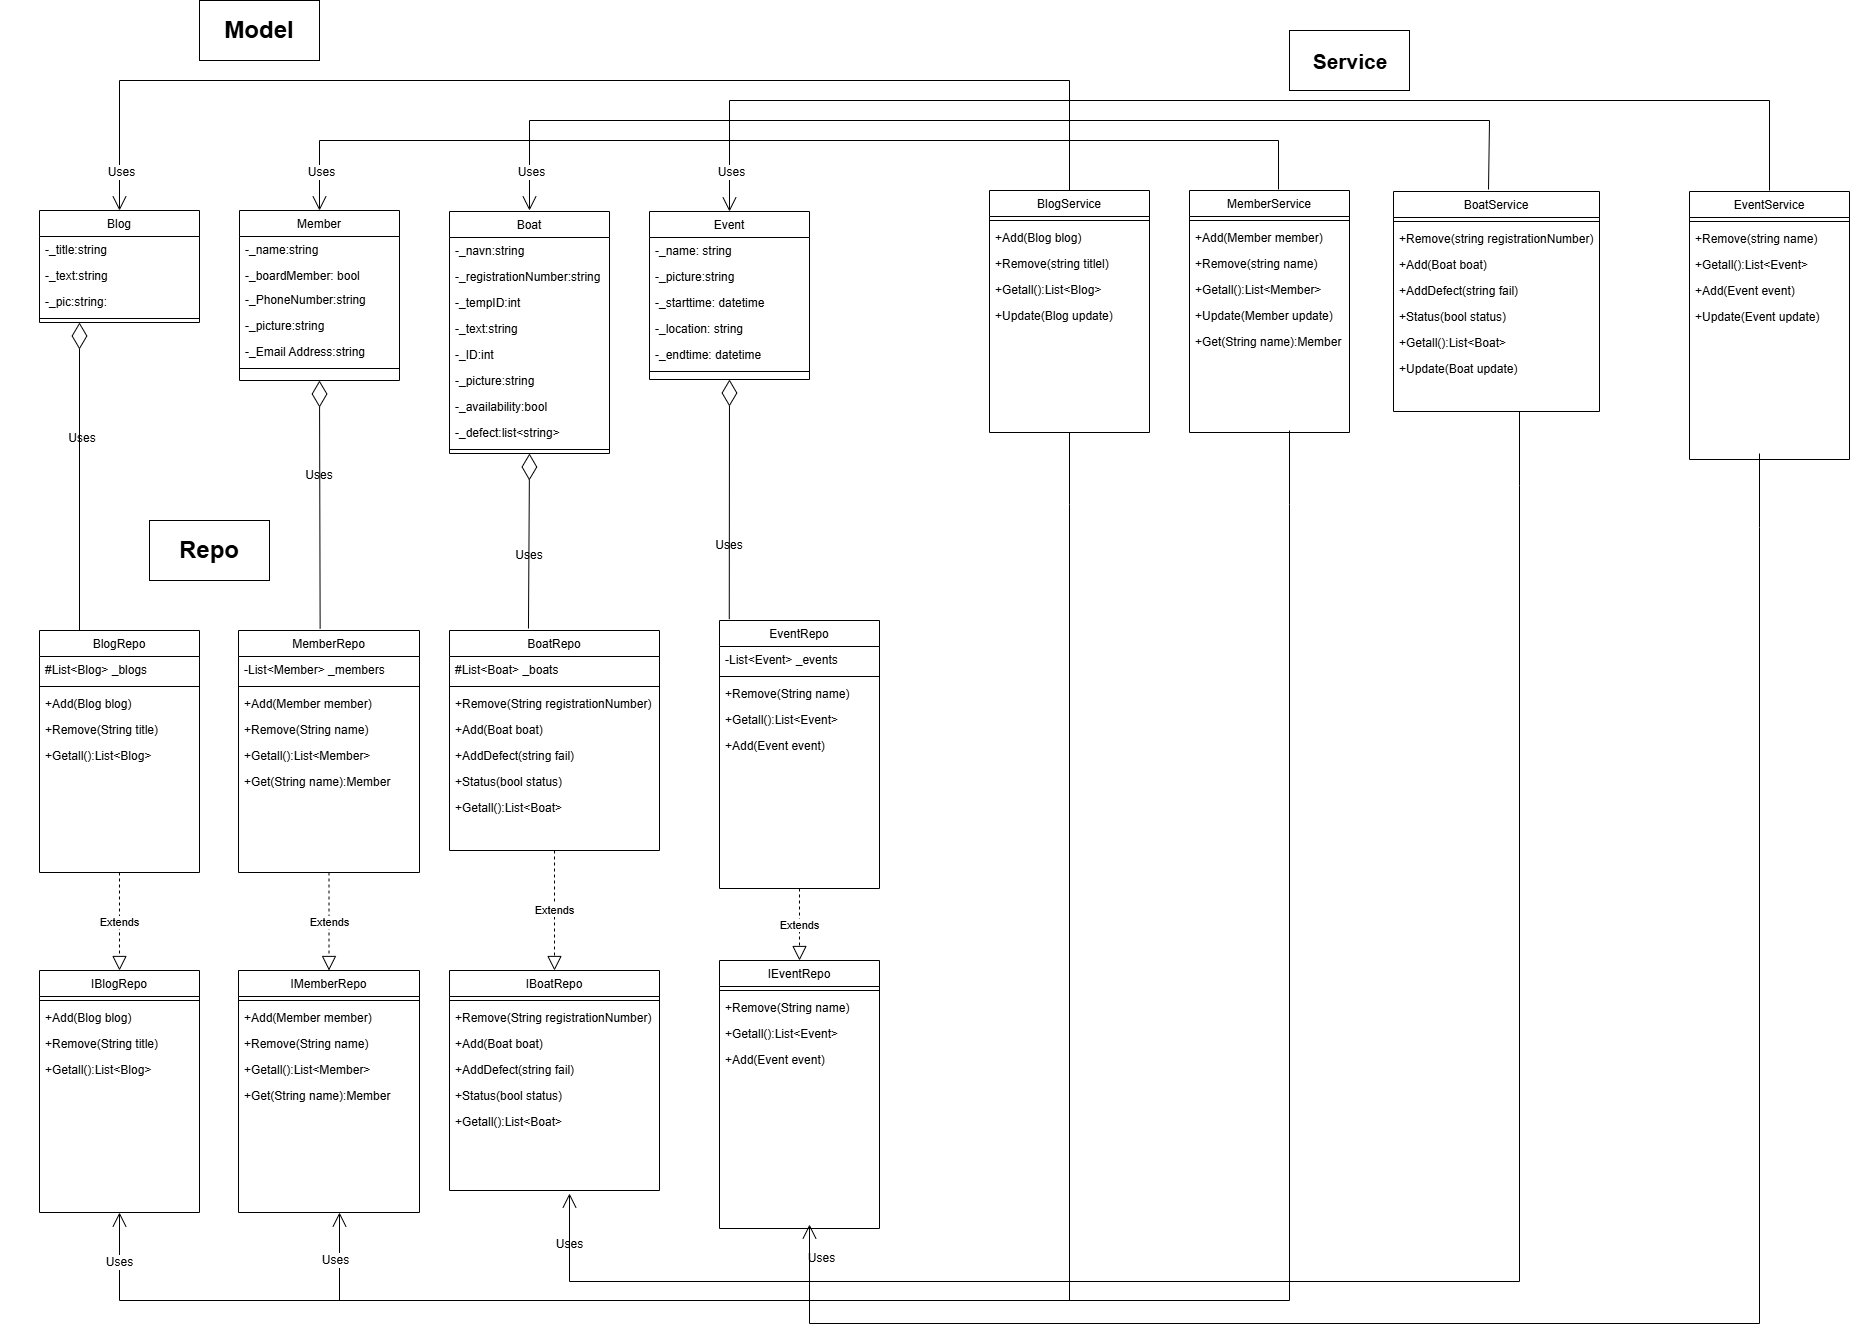 Model
Service
Uses
Uses
Uses
Uses
Blog
-_title:string
-_text:string
-_pic:string:
Member
-_name:string
-_boardMember: bool
-_PhoneNumber:string
-_picture:string
-_Email Address:string
Boat
-_navn:string
-_registrationNumber:string
-_tempID:int
-_text:string
-_ID:int
-_picture:string
-_availability:bool
-_defect:list<string>
Event
-_name: string
-_picture:string
-_starttime: datetime
-_location: string
-_endtime: datetime
BlogService
+Add(Blog blog)
+Remove(string titlel)
+Getall():List<Blog>
+Update(Blog update)
MemberService
+Add(Member member)
+Remove(string name)
+Getall():List<Member>
+Update(Member update)
+Get(String name):Member
BoatService
+Remove(string registrationNumber)
+Add(Boat boat)
+AddDefect(string fail)
+Status(bool status)
+Getall():List<Boat>
+Update(Boat update)
EventService
+Remove(string name)
+Getall():List<Event>
+Add(Event event)
+Update(Event update)
Uses
Uses
Uses
Uses
Repo
BlogRepo
#List<Blog> _blogs
+Add(Blog blog)
+Remove(String title)
+Getall():List<Blog>
MemberRepo
-List<Member> _members
+Add(Member member)
+Remove(String name)
+Getall():List<Member>
+Get(String name):Member
BoatRepo
#List<Boat> _boats
+Remove(String registrationNumber)
+Add(Boat boat)
+AddDefect(string fail)
+Status(bool status)
+Getall():List<Boat>
EventRepo
-List<Event> _events
+Remove(String name)
+Getall():List<Event>
+Add(Event event)
Extends
Extends
Extends
Extends
IBlogRepo
+Add(Blog blog)
+Remove(String title)
+Getall():List<Blog>
IMemberRepo
+Add(Member member)
+Remove(String name)
+Getall():List<Member>
+Get(String name):Member
IBoatRepo
+Remove(String registrationNumber)
+Add(Boat boat)
+AddDefect(string fail)
+Status(bool status)
+Getall():List<Boat>
IEventRepo
+Remove(String name)
+Getall():List<Event>
+Add(Event event)
Uses
Uses
Uses
Uses